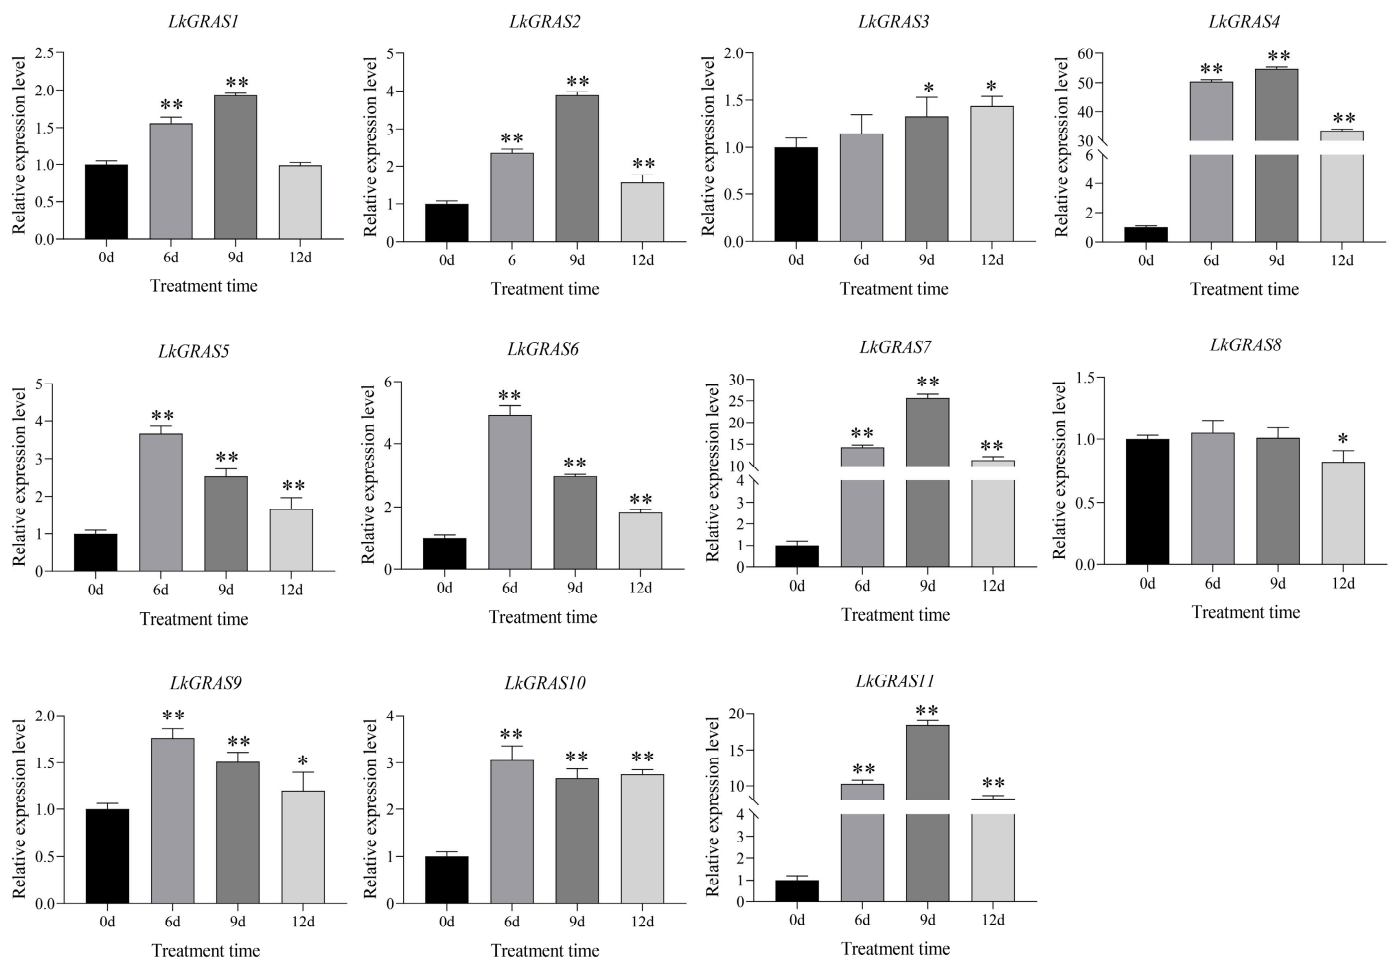 LkGRAS1
Relative expression level
2.5
2.0
1.5
1.0
0.5
0.0
**
**
0d
6d
9d
12d
Treatment time
LkGRAS2
Relative expression level
5
4
3
2
1
0
**
**
**
0d
6
9d
12d
Treatment time
LkGRAS3
Relative expression level
2.0
1.5
1.0
0.5
0.0
*
*
0d
6d
9d
12d
Treatment time
LkGRAS4
Relative expression level
60
50
40
30
6
4
2
0
**
**
**
0d
6d
9d
12d
Treatment time
LkGRAS5
Relative expression level
5
4
3
2
1
0
**
**
**
0d
6d
9d
12d
Treatment time
LkGRAS6
Relative expression level
6
4
2
0
**
**
**
0d
6d
9d
12d
Treatment time
LkGRAS7
Relative expression level
30
25
20
15
10
4
3
2
1
0
**
**
**
0d
6d
9d
12d
Treatment time
LkGRAS8
Relative expression level
1.5
1.0
0.5
0.0
*
0d
6d
9d
12d
Treatment time
LkGRAS9
Relative expression level
2.0
1.5
1.0
0.5
0.0
**
**
*
0d
6d
9d
12d
Treatment time
LkGRAS10
Relative expression level
4
3
2
1
0
**
**
**
0d
6d
9d
12d
Treatment time
LkGRAS11
Relative expression level
20
15
10
4
3
2
1
0
**
**
**
0d
6d
9d
12d
Treatment time